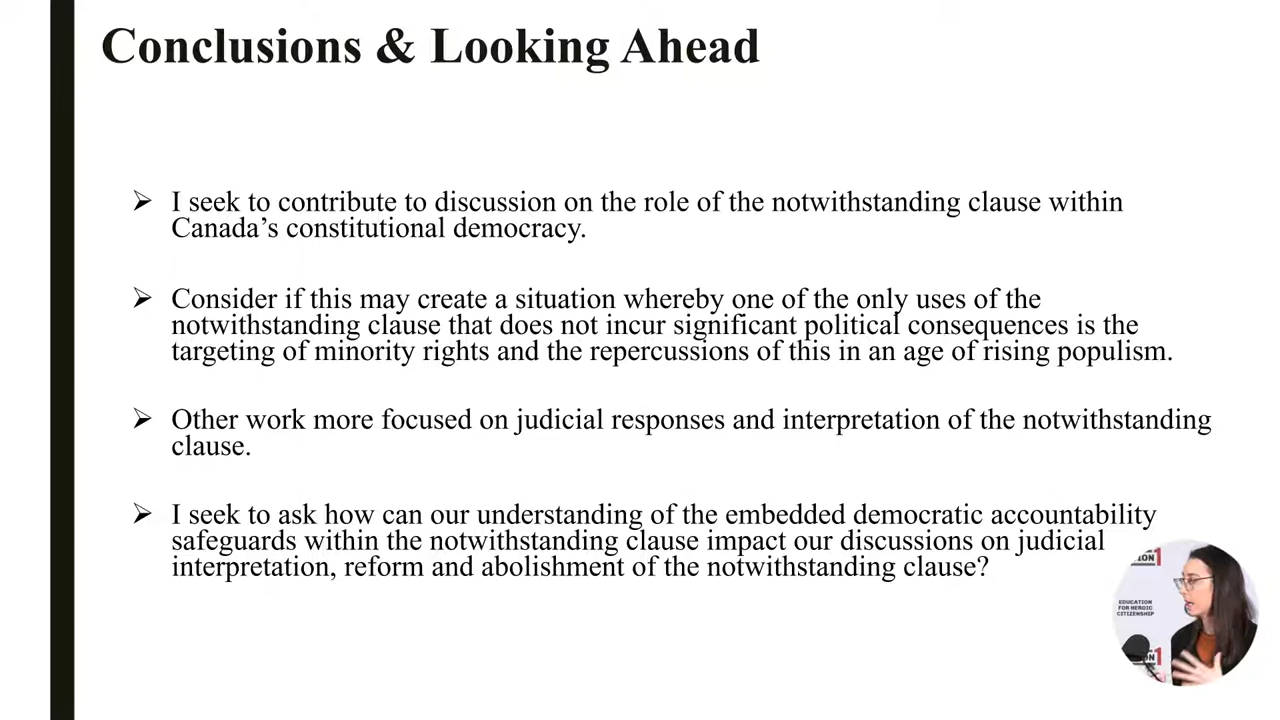 Conclusions & Looking Ahead
➢ I seek to contribute to discussion on the role of the notwithstanding clause within
Canada’s constitutional democracy.
➢ Consider if this may create a situation whereby one of the only uses of the
notwithstanding clause that does not incur significant political consequences is the
targeting of minority rights and the repercussions of this in an age of rising populism.
➢ Other work more focused on judicial responses and interpretation of the notwithstanding
clause.
➢ I seek to ask how can our understanding of the embedded democratic accountability
safeguards within the notwithstanding clause impact our discussions on judicial
interpretation, reform and abolishment of the notwithstanding clause?
EDUCATION
FOR HEROIC
CITIZENSHIP